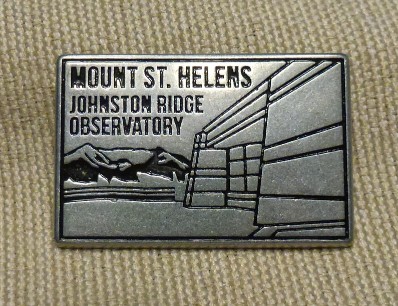 MOUNT ST. HELENS
JOHNSTON RIDGE
OBSERVATORY